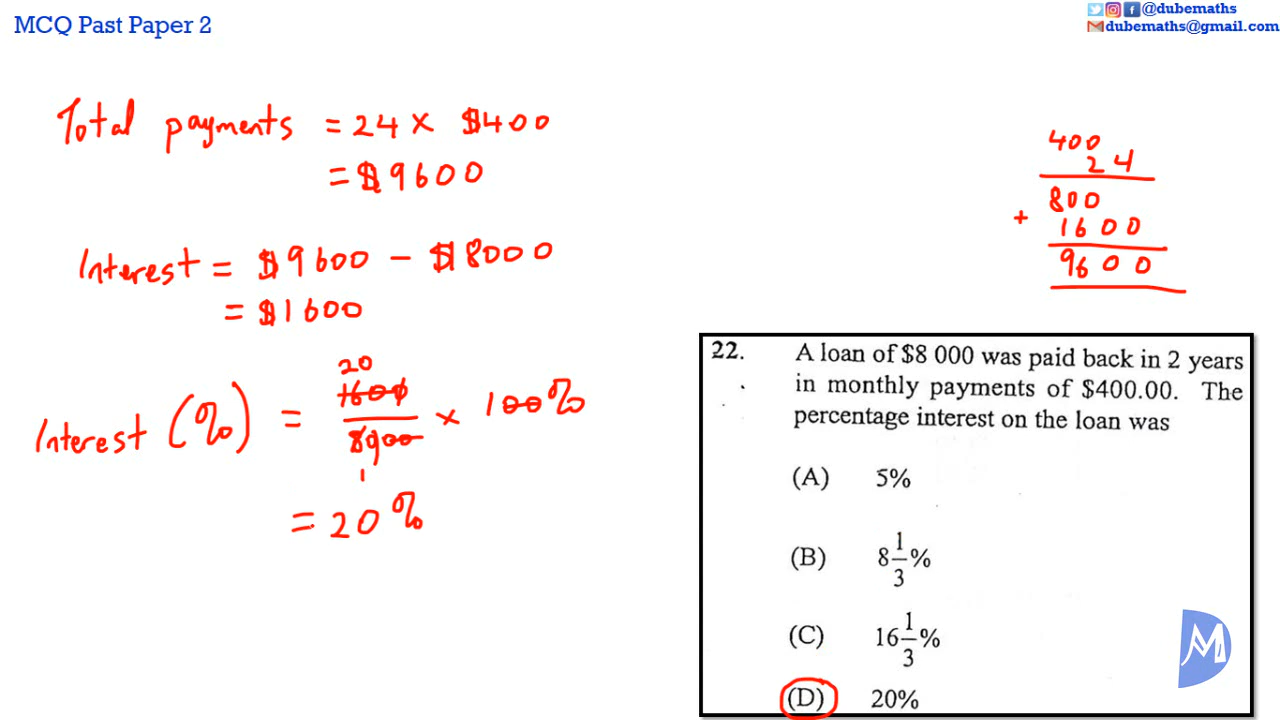 MCQ Past Paper 2
@dubemaths
dubemaths@gmail.com
Total payments = 24 × $400
= $9600
Interest = $9600 − $8000
= $1600
Interest (%) = 1600/8000 × 100%
20
1
= 20%
400
24
800
+ 1600
9600
22. A loan of $8 000 was paid back in 2 years
in monthly payments of $400.00. The
percentage interest on the loan was
(A) 5%
(B) 8 1/3 %
(C) 16 1/3 %
(D) 20%
M